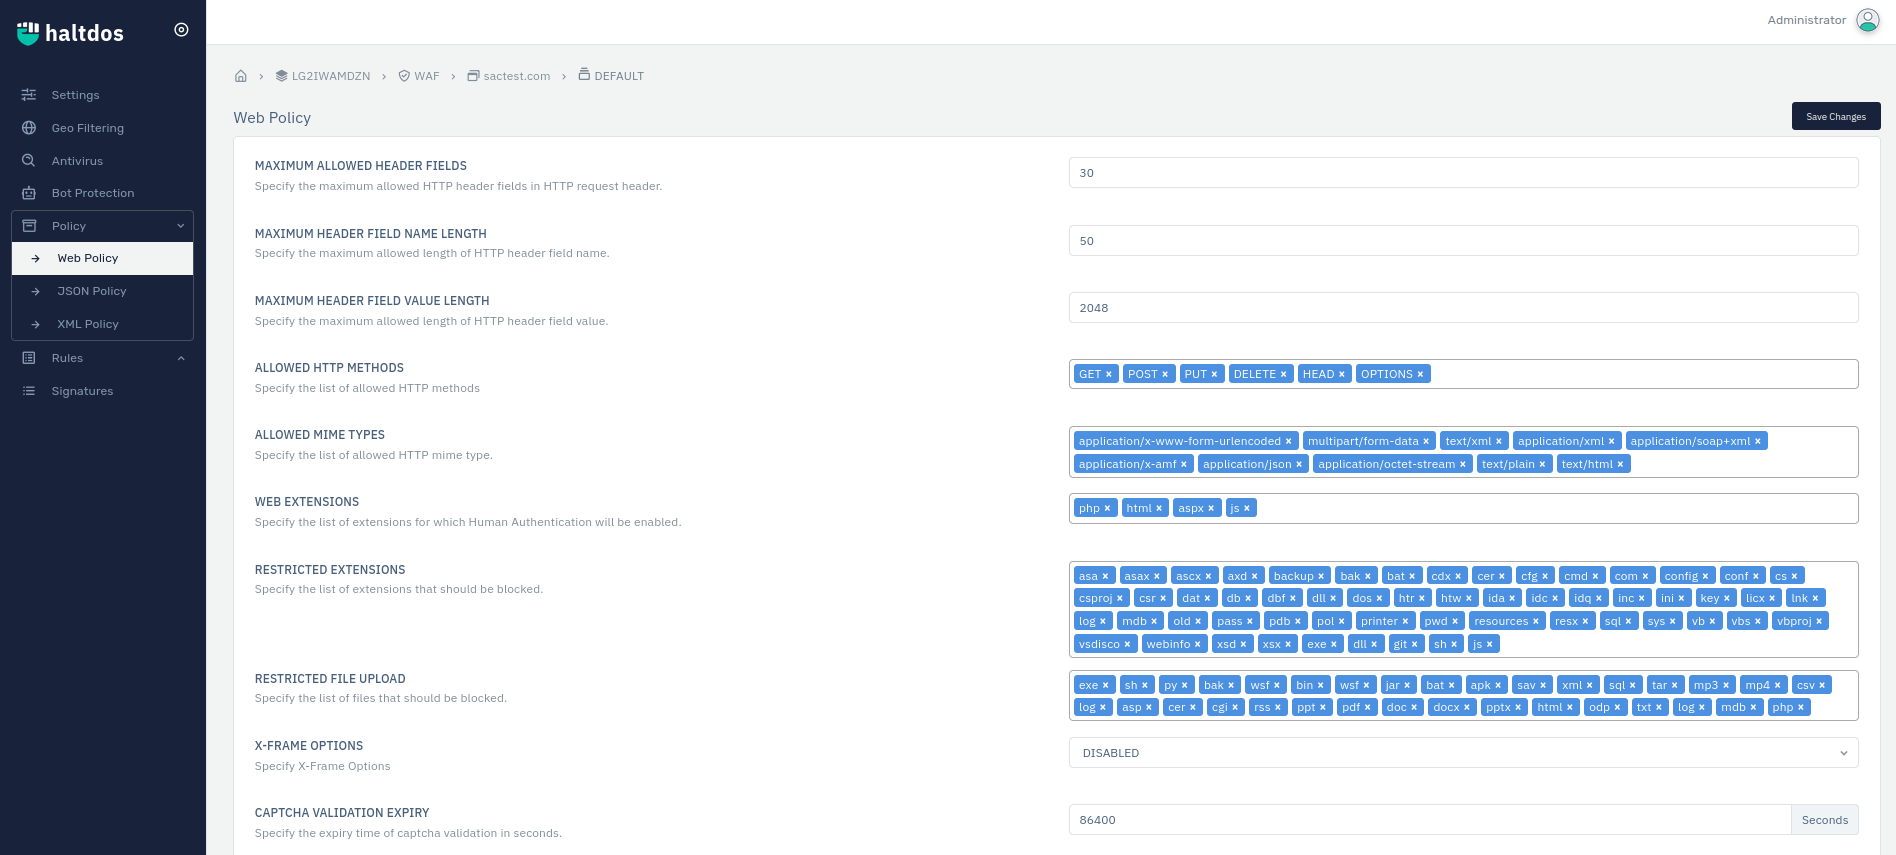 haltdos
Administrator
LG2IWAMDZN > WAF > sactest.com > DEFAULT
Settings
Geo Filtering
Antivirus
Bot Protection
Policy
Web Policy
JSON Policy
XML Policy
Rules
Signatures
Web Policy
Save Changes
MAXIMUM ALLOWED HEADER FIELDS
Specify the maximum allowed HTTP header fields in HTTP request header.
30
MAXIMUM HEADER FIELD NAME LENGTH
Specify the maximum allowed length of HTTP header field name.
50
MAXIMUM HEADER FIELD VALUE LENGTH
Specify the maximum allowed length of HTTP header field value.
2048
ALLOWED HTTP METHODS
Specify the list of allowed HTTP methods
GET × POST × PUT × DELETE × HEAD × OPTIONS ×
ALLOWED MIME TYPES
Specify the list of allowed HTTP mime type.
application/x-www-form-urlencoded × multipart/form-data × text/xml × application/xml × application/soap+xml ×
application/x-amf × application/json × application/octet-stream × text/plain × text/html ×
WEB EXTENSIONS
Specify the list of extensions for which Human Authentication will be enabled.
php × html × aspx × js ×
RESTRICTED EXTENSIONS
Specify the list of extensions that should be blocked.
asa × asax × ascx × axd × backup × bak × bat × cdx × cer × cfg × cmd × com × config × conf × cs ×
csproj × csr × dat × db × dbf × dll × dos × htr × htw × ida × idc × idq × inc × ini × key × licx × lnk ×
log × mdb × old × pass × pdb × pol × printer × pwd × resources × resx × sql × sys × vb × vbs × vbproj ×
vsdisco × webinfo × xsd × xsx × exe × dll × git × sh × js ×
RESTRICTED FILE UPLOAD
Specify the list of files that should be blocked.
exe × sh × py × bak × wsf × bin × wsf × jar × bat × apk × sav × xml × sql × tar × mp3 × mp4 × csv ×
log × asp × cer × cgi × rss × ppt × pdf × doc × docx × pptx × html × odp × txt × log × mdb × php ×
X-FRAME OPTIONS
Specify X-Frame Options
DISABLED
CAPTCHA VALIDATION EXPIRY
Specify the expiry time of captcha validation in seconds.
86400
Seconds